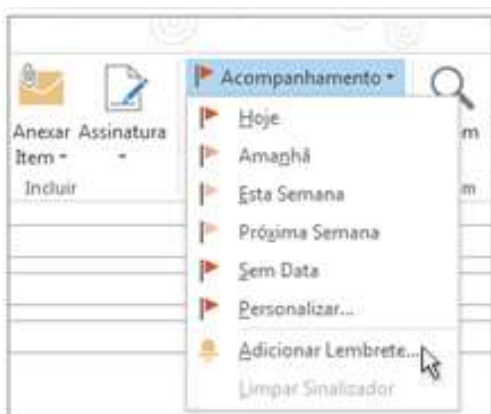 Acompanhamento
Anexar Assinatura
Item
Incluir
Hoje
Amanhã
Esta Semana
Próxima Semana
Sem Data
Personalizar...
Adicionar Lembrete...
Limpar Sinalizador
m
m